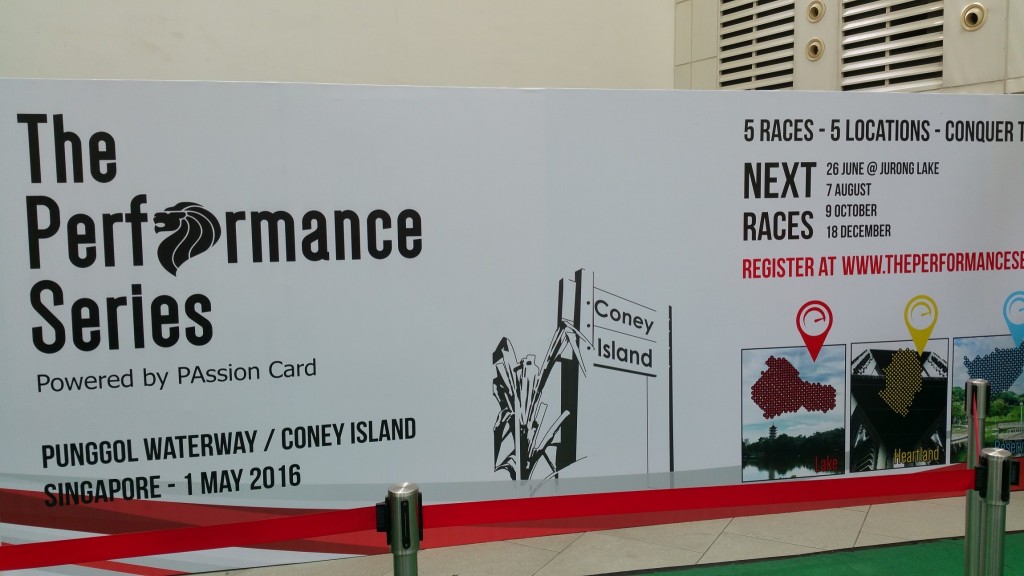 The
Performance
Series
Powered by PAssion Card
PUNGGOL WATERWAY / CONEY ISLAND
SINGAPORE - 1 MAY 2016
Coney
Island
5 RACES - 5 LOCATIONS - CONQUER T
NEXT
RACES
26 JUNE @ JURONG LAKE
7 AUGUST
9 OCTOBER
18 DECEMBER
REGISTER AT WWW.THEPERFORMANCESE
Lake
Heartland
Rese